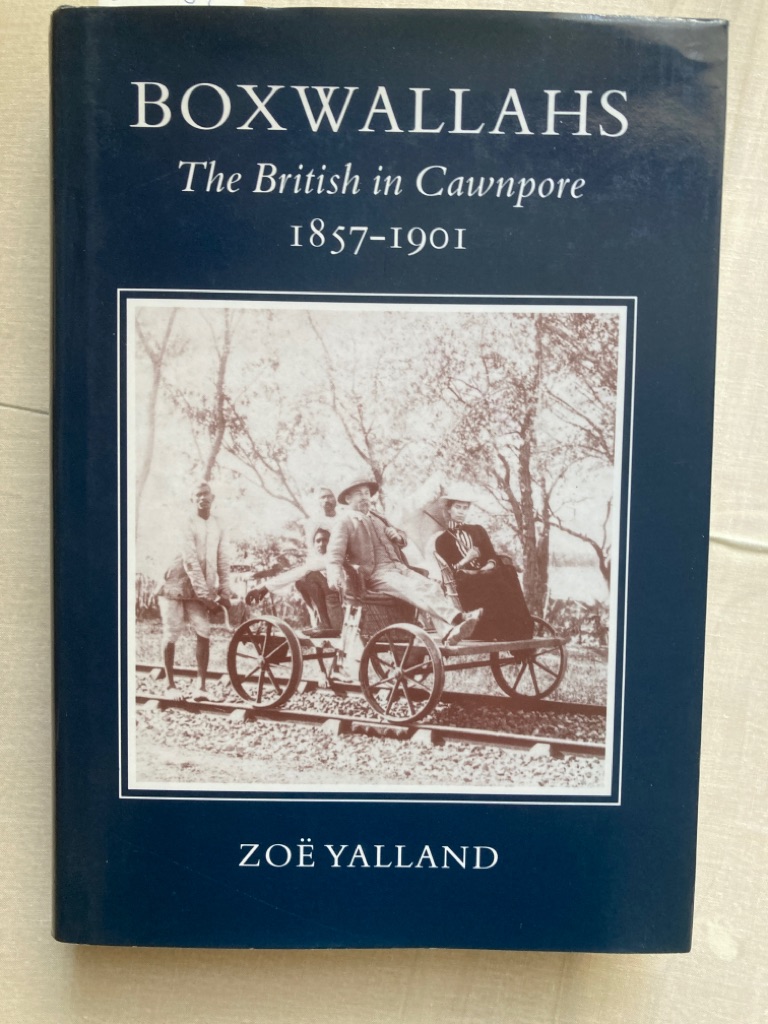 BOXWALLAHS
The British in Cawnpore
1857–1901
ZOË YALLAND